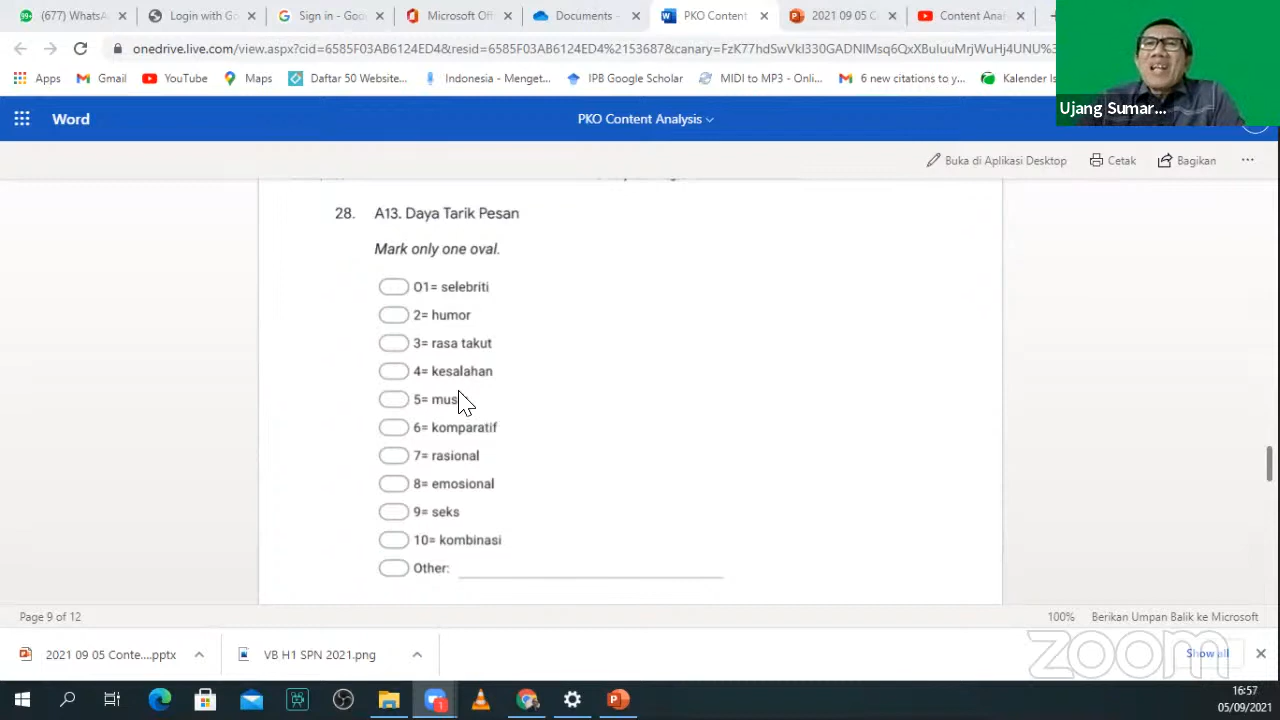 (677) WhatsA
Login with Go
Sign in - Goo
Microsoft Off
Documents -
PKO Content
2021 09 05 C
Content Anal
onedrive.live.com/view.aspx?cid=6585F03AB6124ED4&resid=6585F03AB6124ED4%2153687&canary=
Apps
Gmail
YouTube
Maps
Daftar 50 Website...
Indonesia - Menget...
IPB Google Scholar
MIDI to MP3 - Onli...
6 new citations to y...
Kalender Is
Ujang Sumar...
Word
PKO Content Analysis
Buka di Aplikasi Desktop
Cetak
Bagikan
28. A13. Daya Tarik Pesan
Mark only one oval.
01= selebriti
2= humor
3= rasa takut
4= kesalahan
5= mus
6= komparatif
7= rasional
8= emosional
9= seks
10= kombinasi
Other:
Page 9 of 12
100%
Berikan Umpan Balik ke Microsoft
2021 09 05 Conte....pptx
VB H1 SPN 2021.png
zoom
Show all
1
16:57
05/09/2021